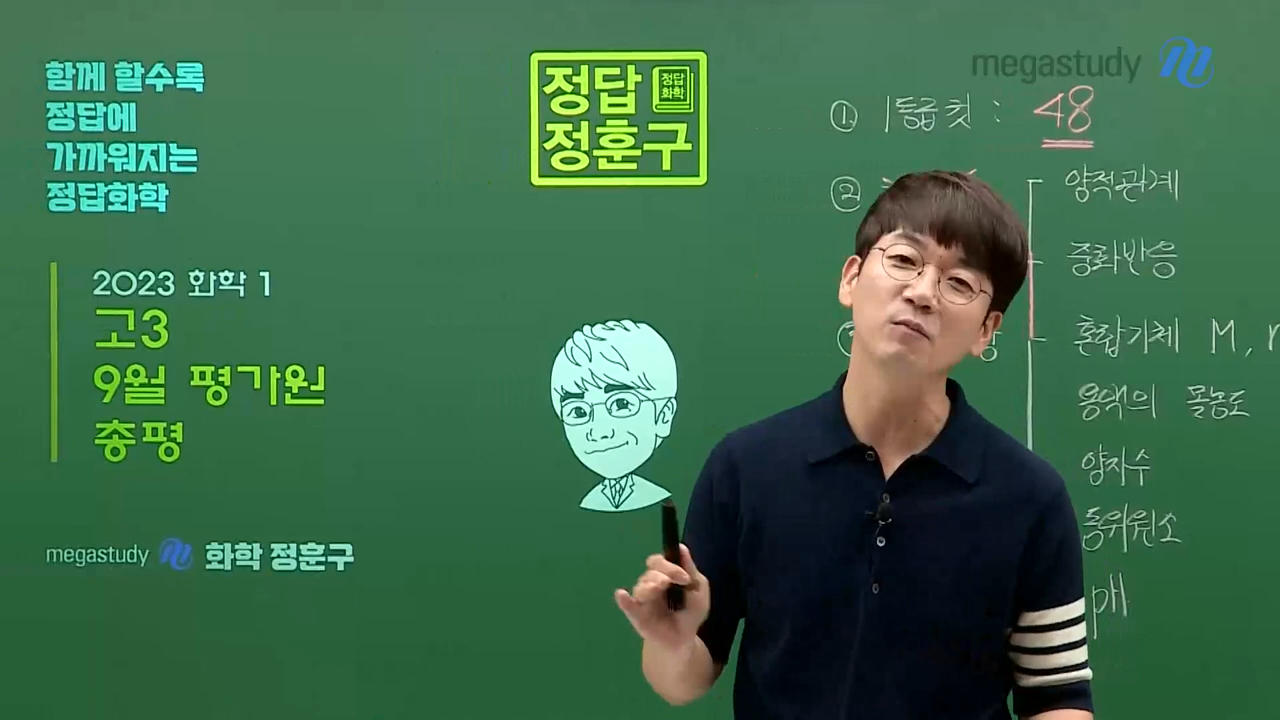 함께 할수록
정답에
가까워지는
정답화학
2023 화학 1
고3
9월 평가원
총평
megastudy 화학 정훈구
정답
정답
화학
정훈구
megastudy
① 1등급 컷 : 48
②
양적관계
중화반응
혼합기체 M,
용액의 몰농도
양자수
동위원소
pH